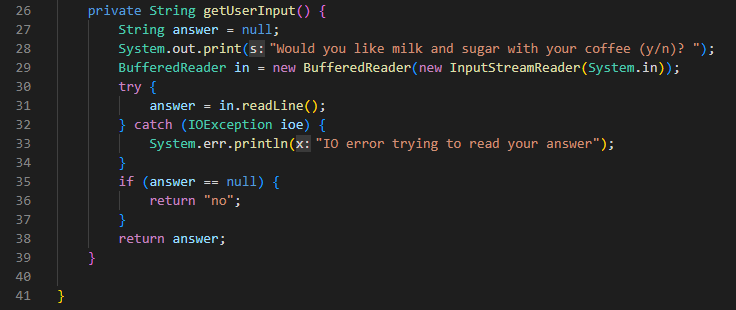 26 private String getUserInput() {
27 String answer = null;
28 System.out.print(s: "Would you like milk and sugar with your coffee (y/n)? ");
29 BufferedReader in = new BufferedReader(new InputStreamReader(System.in));
30 try {
31 answer = in.readLine();
32 } catch (IOException ioe) {
33 System.err.println(x: "IO error trying to read your answer");
34 }
35 if (answer == null) {
36 return "no";
37 }
38 return answer;
39 }
40
41 }